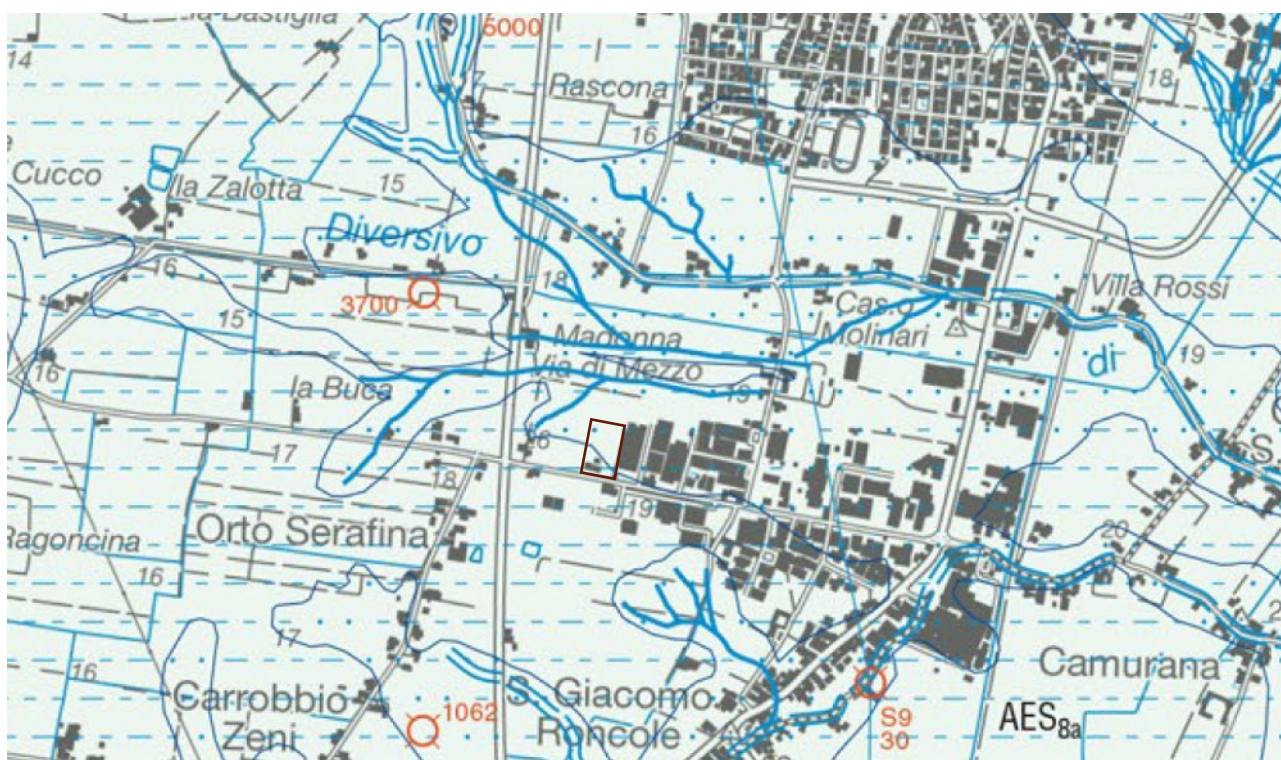 la Bastiglia
5000
14
17
Rascona
16
18
Cucco
la Zalotta
15
Diversivo
16
3700
18
Villa Rossi
15
Cas.o
Molinari
Madonna
Via di Mezzo
di
19
16
la Buca
19
17
16
18
19
S.
Orto Serafina
20
Ragoncina
16
17
16
Carrobbio
Zeni
1062
S. Giacomo
Roncole
Camurana
S9
30
AES8a